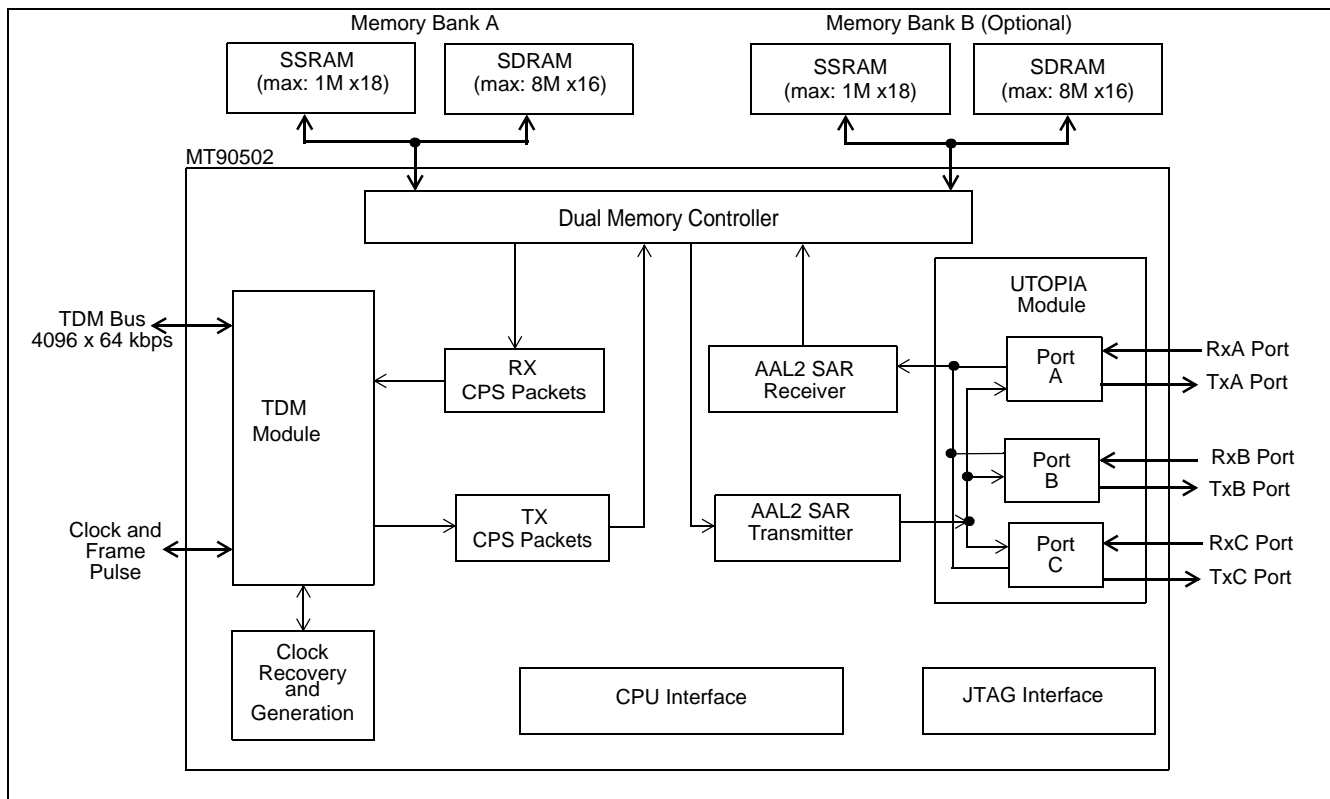 Memory Bank A
Memory Bank B (Optional)
SSRAM
(max: 1M x18)
SDRAM
(max: 8M x16)
SSRAM
(max: 1M x18)
SDRAM
(max: 8M x16)
MT90502
Dual Memory Controller
TDM Bus
4096 x 64 kbps
TDM
Module
RX
CPS Packets
AAL2 SAR
Receiver
UTOPIA
Module
Port
A
RxA Port
TxA Port
Port
B
RxB Port
TxB Port
Clock and
Frame
Pulse
TX
CPS Packets
AAL2 SAR
Transmitter
Port
C
RxC Port
TxC Port
Clock
Recovery
and
Generation
CPU Interface
JTAG Interface